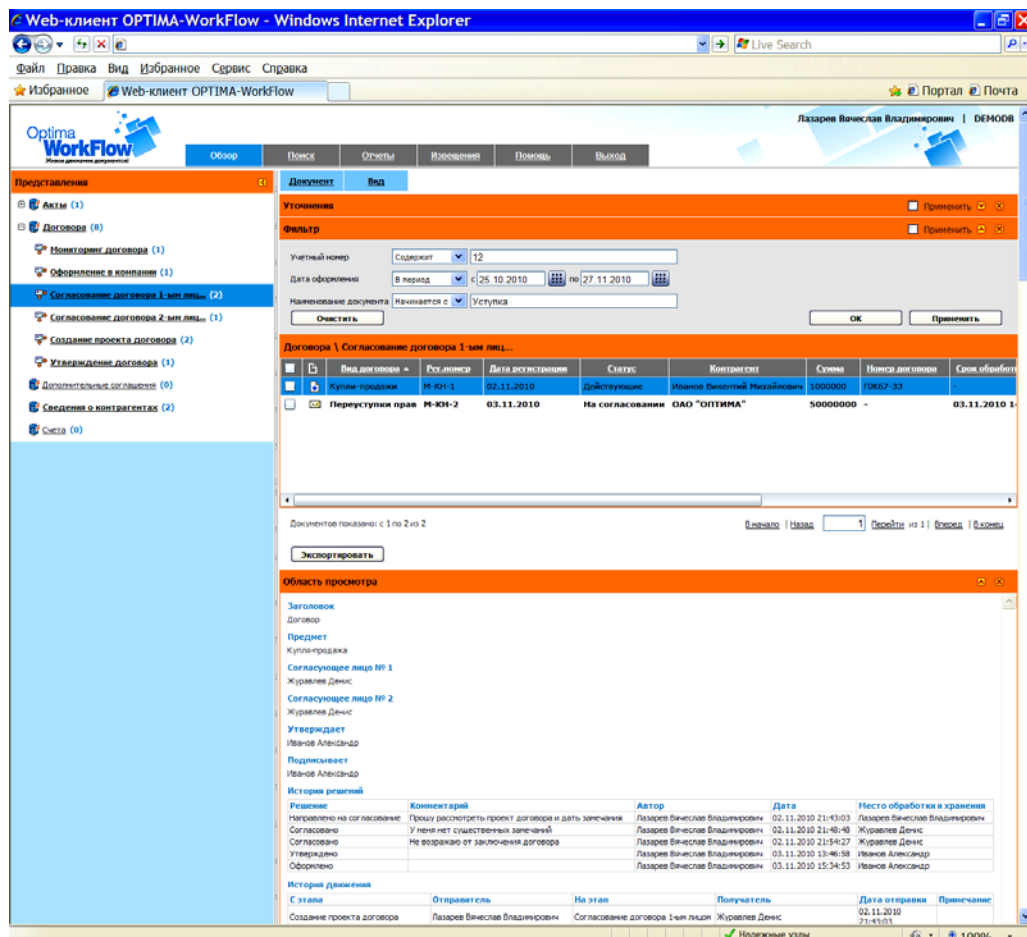 Web-клиент OPTIMA-WorkFlow - Windows Internet Explorer
Live Search
Файл Правка Вид Избранное Сервис Справка
Избранное Web-клиент OPTIMA-WorkFlow Портал Почта
Лазарев Вячеслав Владимирович | DEMODB
Optima
WorkFlow
Живое движение документов!
Обзор Поиск Отчеты Извещения Помощь Выход
Представления
Документ Вид
Акты (1)
Договора (8)
Мониторинг договора (1)
Оформление в компании (1)
Согласование договора 1-ым лиц... (2)
Согласование договора 2-ым лиц... (1)
Создание проекта договора (2)
Утверждение договора (1)
Дополнительные соглашения (0)
Сведения о контрагентах (2)
Счета (0)
Уточнения Применить
Фильтр Применить
Учетный номер Содержит 12
Дата оформления В период с 25.10.2010 по 27.11.2010
Наименование документа Начинается с Уступка
Очистить ОК Применить
Договора \ Согласование договора 1-ым лиц...
Вид договора Рег.номер Дата регистрации Статус Контрагент Сумма Номер договора Срок обработ
Купли-продажи М-КН-1 02.11.2010 Действующие Иванов Викентий Михайлович 1000000 ГОК67-33 -
Переуступки прав М-КН-2 03.11.2010 На согласовании ОАО "ОПТИМА" 50000000 - 03.11.2010 1
Документов показано: с 1 по 2 из 2
В начало | Назад 1 Перейти из 1 | Вперед | В конец
Экспортировать
Область просмотра
Заголовок
Договор
Предмет
Купля-продажа
Согласующее лицо № 1
Журавлев Денис
Согласующее лицо № 2
Журавлев Денис
Утверждает
Иванов Александр
Подписывает
Иванов Александр
История решений
Решение Комментарий Автор Дата Место обработки и хранения
Направлено на согласование Прошу рассмотреть проект договора и дать замечания Лазарев Вячеслав Владимирович 02.11.2010 21:43:03 Лазарев Вячеслав Владимирович
Согласовано У меня нет существенных замечаний Лазарев Вячеслав Владимирович 02.11.2010 21:48:48 Журавлев Денис
Согласовано Не возражаю от заключения договора Лазарев Вячеслав Владимирович 02.11.2010 21:54:27 Журавлев Денис
Утверждено Лазарев Вячеслав Владимирович 03.11.2010 13:46:58 Иванов Александр
Оформлено Лазарев Вячеслав Владимирович 03.11.2010 15:34:53 Иванов Александр
История движения
С этапа Отправитель На этап Получатель Дата отправки Примечание
Создание проекта договора Лазарев Вячеслав Владимирович Согласование договора 1-ым лицом Журавлев Денис 02.11.2010
21:43:03
Надежные узлы 100%